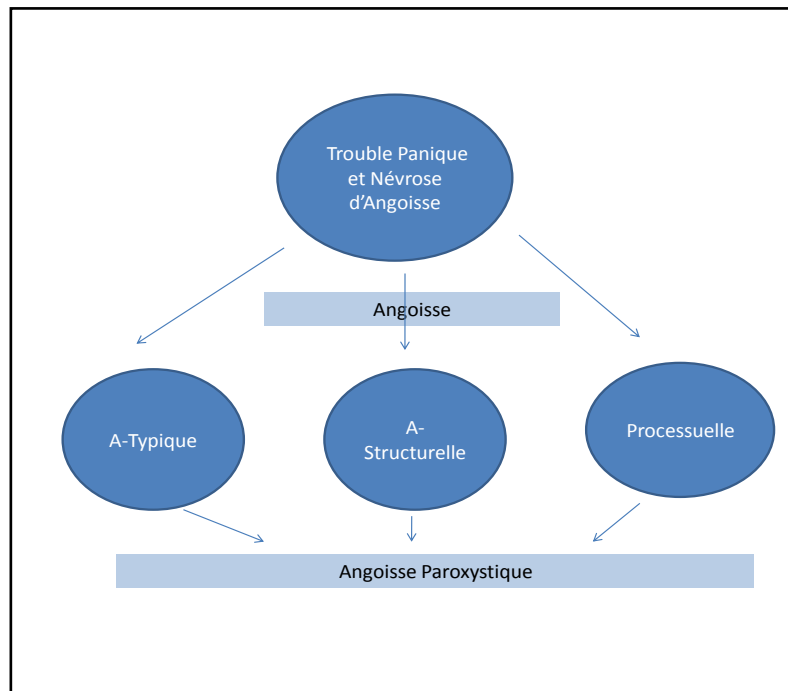 Trouble Panique
et Névrose
d'Angoisse
Angoisse
A-Typique
A-
Structurelle
Processuelle
Angoisse Paroxystique